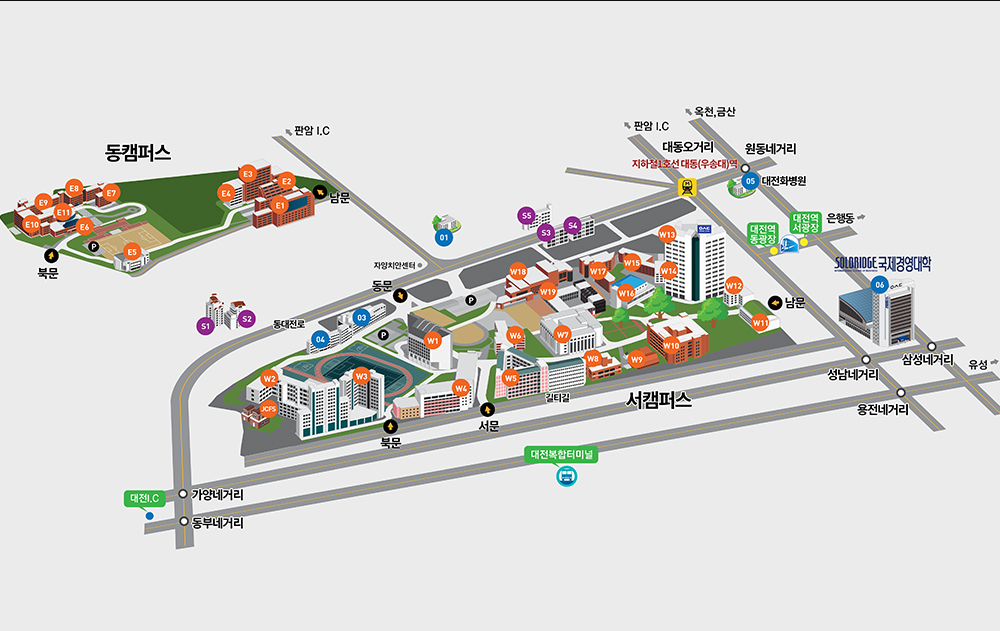 옥천,금산
판암 I.C
판암 I.C
대동오거리
원동네거리
동캠퍼스
지하철1호선 대동(우송대)역
E3
E2
E8
E7
E4
E9
E1
E11
E10
E6
E5
P
남문
북문
05
대전화병원
대전역
서광장
은행동
대전역
동광장
S5
S3
S4
01
W13
SOLBRIDGE 국제경영대학
자양치안센터
W18
W17
W15
W14
W16
W12
W19
06
동문
남문
P
S1
S2
동대전로
03
04
P
W1
W6
W7
W11
W10
W9
W8
W5
W4
W3
W2
JCFS
길티길
서캠퍼스
서문
북문
성남네거리
삼성네거리
유성
용전네거리
대전복합터미널
대전I.C
가양네거리
동부네거리